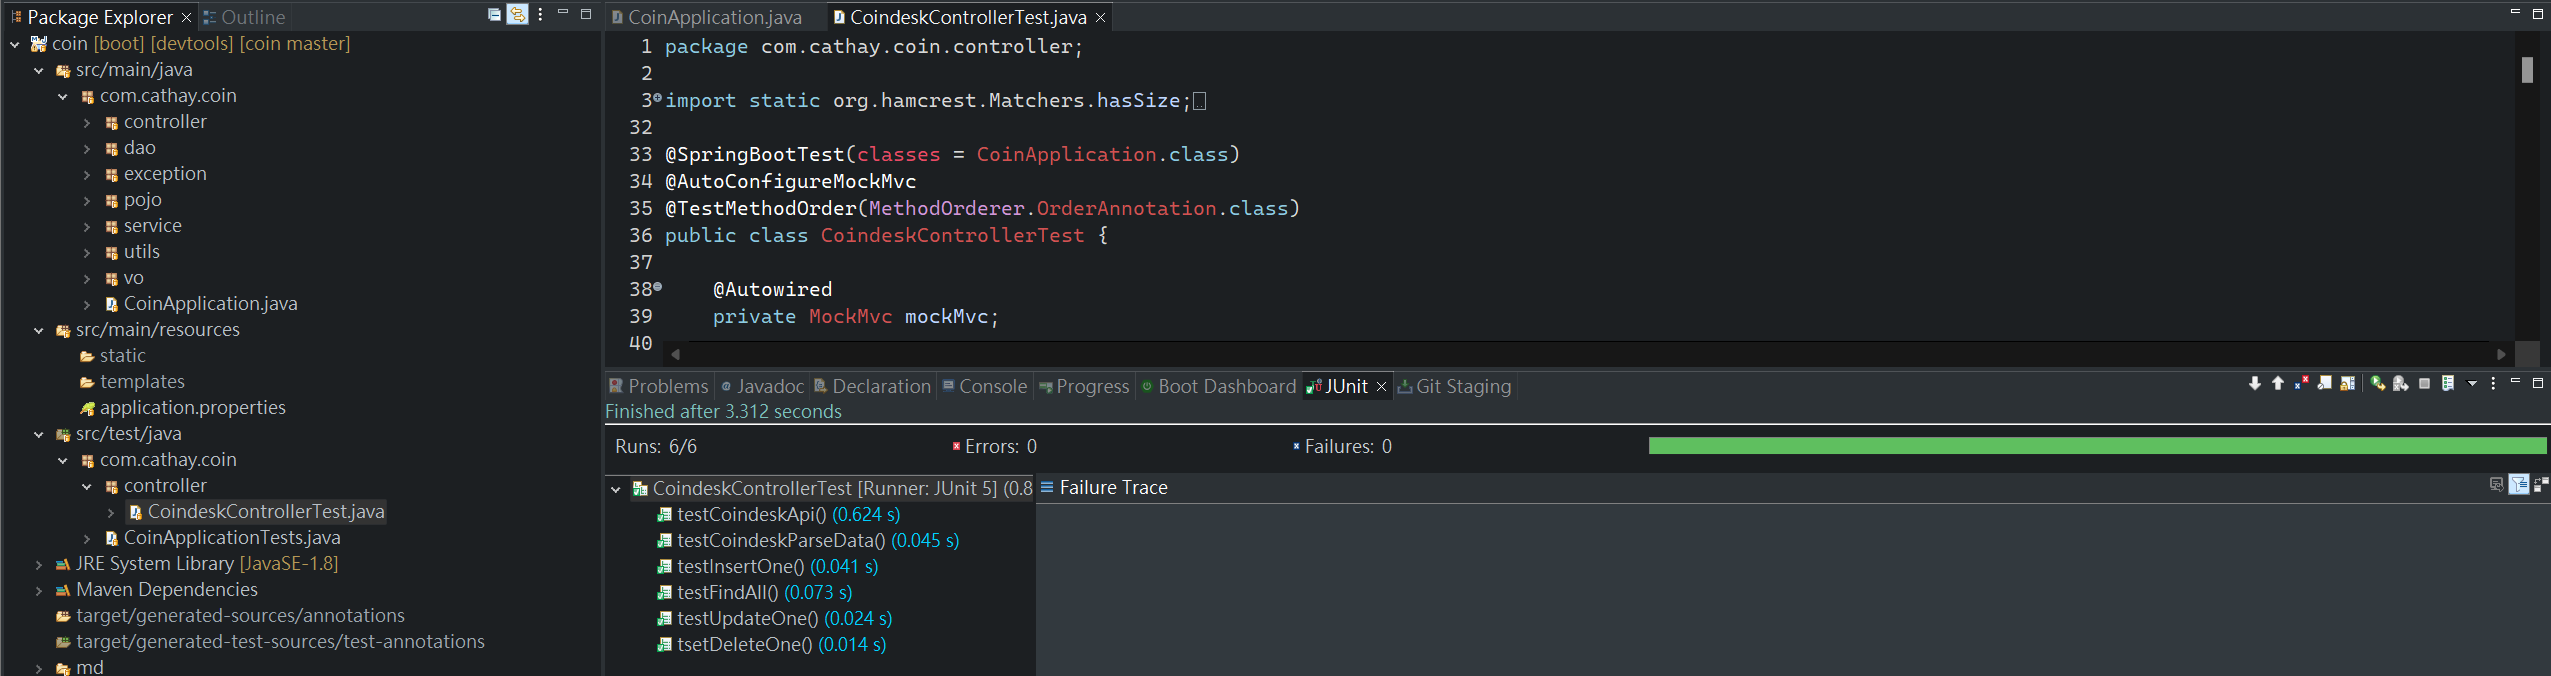 Package Explorer
Outline
coin [boot] [devtools] [coin master]
src/main/java
com.cathay.coin
controller
dao
exception
pojo
service
utils
vo
CoinApplication.java
src/main/resources
static
templates
application.properties
src/test/java
com.cathay.coin
controller
CoindeskControllerTest.java
CoinApplicationTests.java
JRE System Library [JavaSE-1.8]
Maven Dependencies
target/generated-sources/annotations
target/generated-test-sources/test-annotations
md
CoinApplication.java
CoindeskControllerTest.java
1 package com.cathay.coin.controller;
2
3 import static org.hamcrest.Matchers.hasSize;
32
33 @SpringBootTest(classes = CoinApplication.class)
34 @AutoConfigureMockMvc
35 @TestMethodOrder(MethodOrderer.OrderAnnotation.class)
36 public class CoindeskControllerTest {
37
38 @Autowired
39 private MockMvc mockMvc;
40
Problems @ Javadoc Declaration Console Progress Boot Dashboard JUnit Git Staging
Finished after 3.312 seconds
Runs: 6/6 Errors: 0 Failures: 0
CoindeskControllerTest [Runner: JUnit 5] (0.8
testCoindeskApi() (0.624 s)
testCoindeskParseData() (0.045 s)
testInsertOne() (0.041 s)
testFindAll() (0.073 s)
testUpdateOne() (0.024 s)
tsetDeleteOne() (0.014 s)
Failure Trace